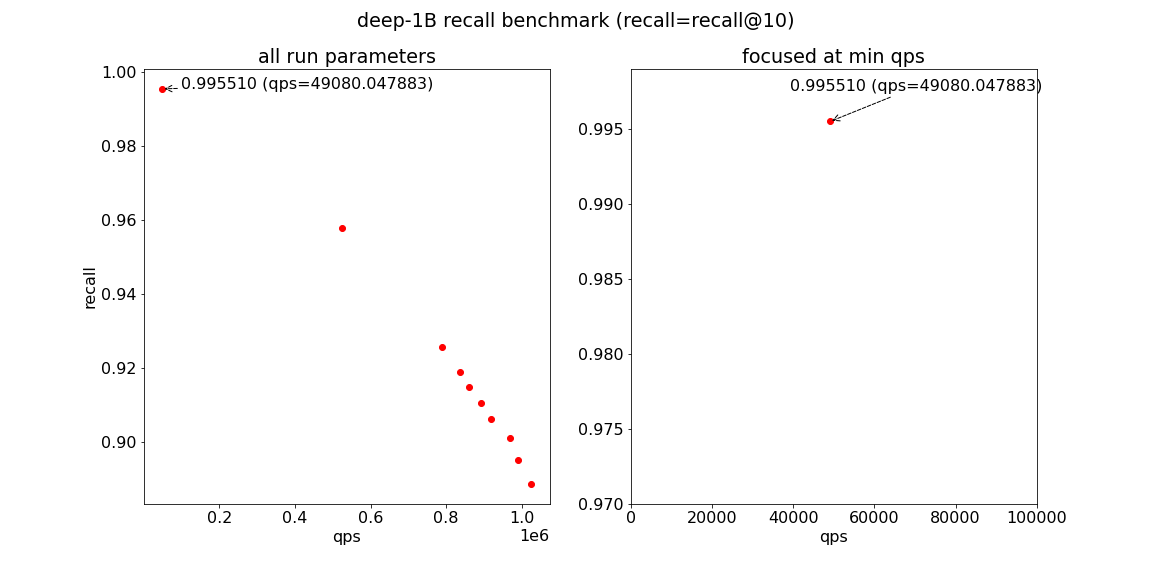 deep-1B recall benchmark (recall=recall@10)
all run parameters
1.00
0.995510 (qps=49080.047883)
0.98
0.96
recall
0.94
0.92
0.90
0.2 0.4 0.6 0.8 1.0
1e6
qps
focused at min qps
0.995510 (qps=49080.047883)
0.995
0.990
0.985
0.980
0.975
0.970
0 20000 40000 60000 80000 100000
qps